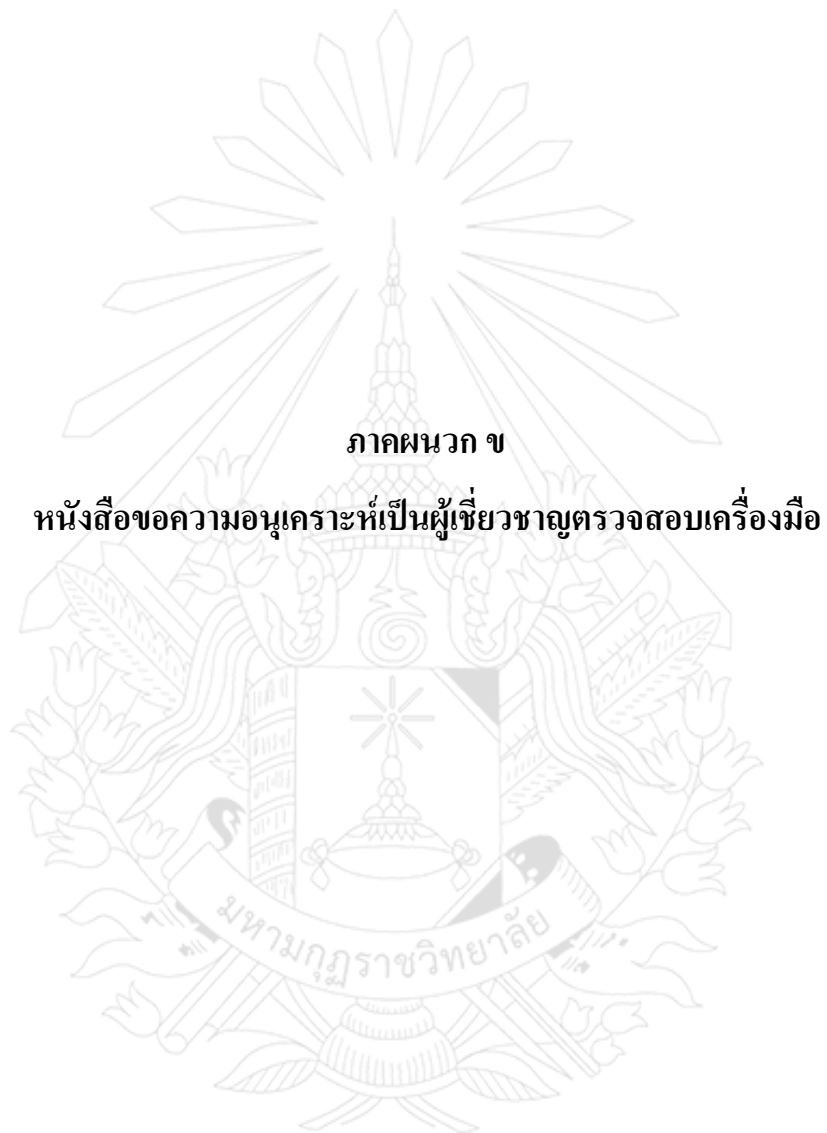 ภาคผนวก ข
หนังสือขอความอนุเคราะห์เป็นผู้เชี่ยวชาญตรวจสอบเครื่องมือ
มหามกุฏราชวิทยาลัย